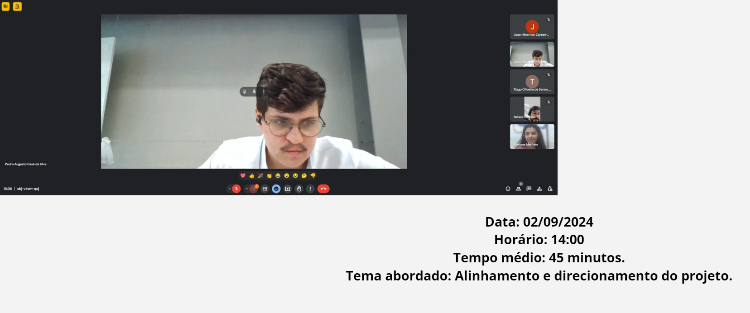 J
T
Data: 02/09/2024
Horário: 14:00
Tempo médio: 45 minutos.
Tema abordado: Alinhamento e direcionamento do projeto.